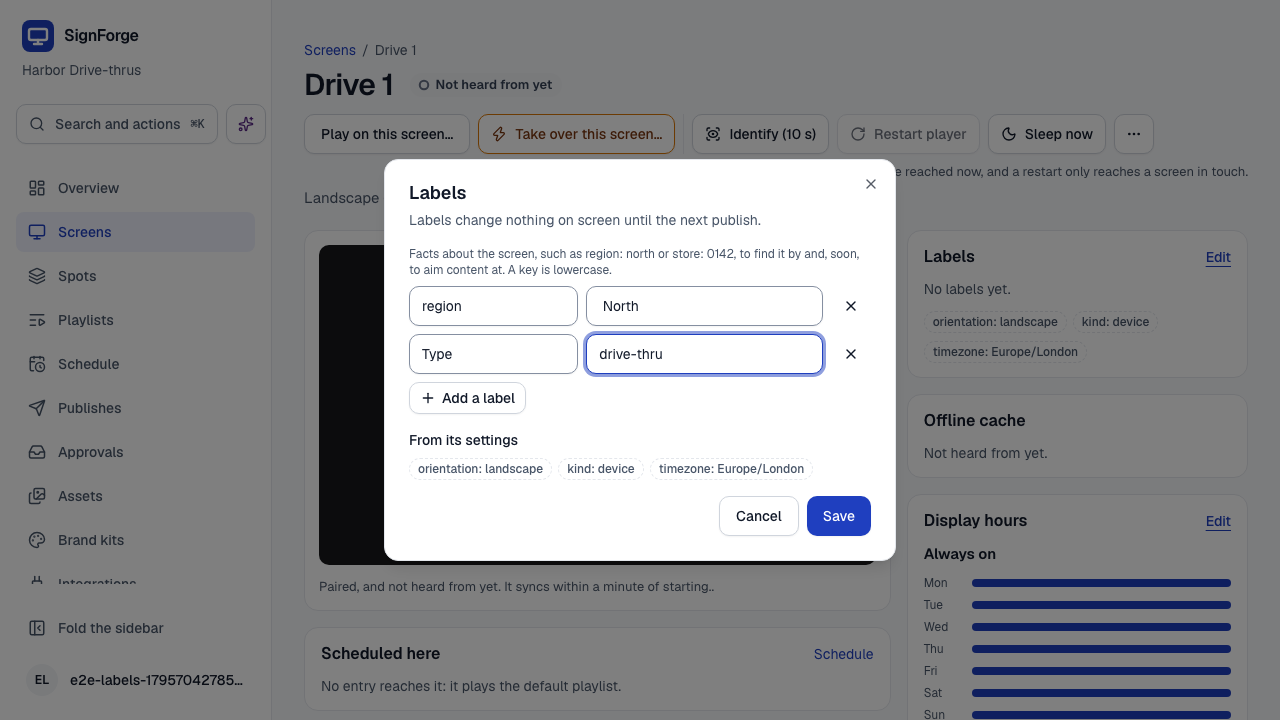 SignForge
Harbor Drive-thrus
Search and actions ⌘K
Overview
Screens
Spots
Playlists
Schedule
Publishes
Approvals
Assets
Brand kits
Integrations
Fold the sidebar
EL e2e-labels-17957042785…
Screens / Drive 1
Drive 1 Not heard from yet
Play on this screen… Take over this screen… Identify (10 s) Restart player Sleep now
e reached now, and a restart only reaches a screen in touch.
Landscape
Labels
Labels change nothing on screen until the next publish.
Facts about the screen, such as region: north or store: 0142, to find it by and, soon,
to aim content at. A key is lowercase.
region North
Type drive-thru
Add a label
From its settings
orientation: landscape kind: device timezone: Europe/London
Cancel Save
Paired, and not heard from yet. It syncs within a minute of starting..
Scheduled here Schedule
No entry reaches it: it plays the default playlist.
Labels Edit
No labels yet.
orientation: landscape kind: device
timezone: Europe/London
Offline cache
Not heard from yet.
Display hours Edit
Always on
Mon
Tue
Wed
Thu
Fri
Sat
Sun